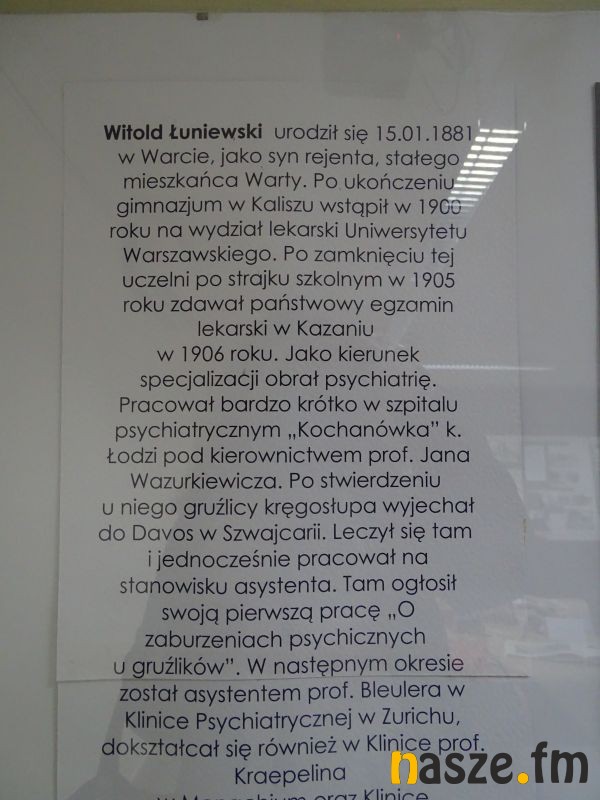 Witold Łuniewski urodził się 15.01.1881
w Warcie, jako syn rejenta, stałego
mieszkańca Warty. Po ukończeniu
gimnazjum w Kaliszu wstąpił w 1900
roku na wydział lekarski Uniwersytetu
Warszawskiego. Po zamknięciu tej
uczelni po strajku szkolnym w 1905
roku zdawał państwowy egzamin
lekarski w Kazaniu
w 1906 roku. Jako kierunek
specjalizacji obrał psychiatrię.
Pracował bardzo krótko w szpitalu
psychiatrycznym „Kochanówka” k.
Łodzi pod kierownictwem prof. Jana
Wazurkiewicza. Po stwierdzeniu
u niego gruźlicy kręgosłupa wyjechał
do Davos w Szwajcarii. Leczył się tam
i jednocześnie pracował na
stanowisku asystenta. Tam ogłosił
swoją pierwszą pracę „O
zaburzeniach psychicznych
u gruźlików”. W następnym okresie
został asystentem prof. Bleulera w
Klinice Psychiatrycznej w Zurichu,
dokształcał się również w Klinice prof.
Kraepelina
w Monachium oraz Klinice
nasze.fm